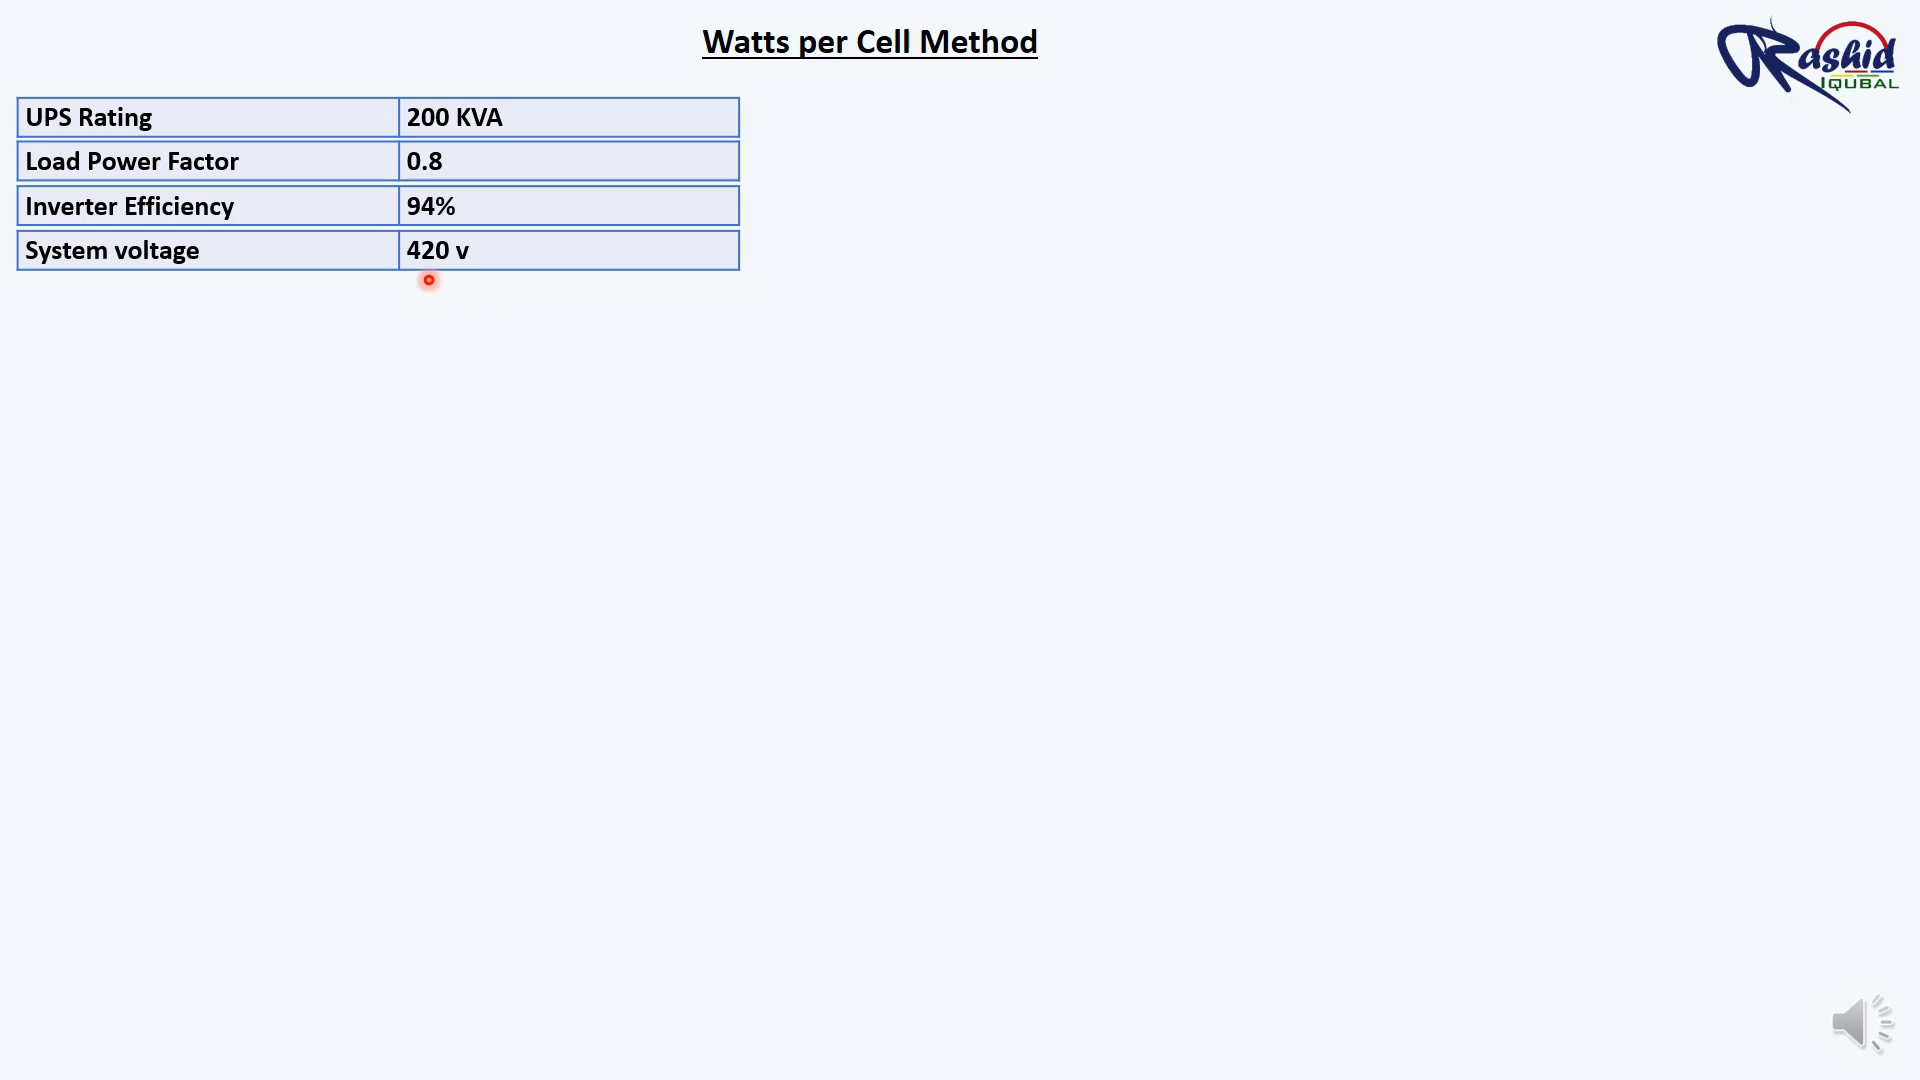 Watts per Cell Method
Rashid
IQUBAL
UPS Rating 200 KVA
Load Power Factor 0.8
Inverter Efficiency 94%
System voltage 420 v